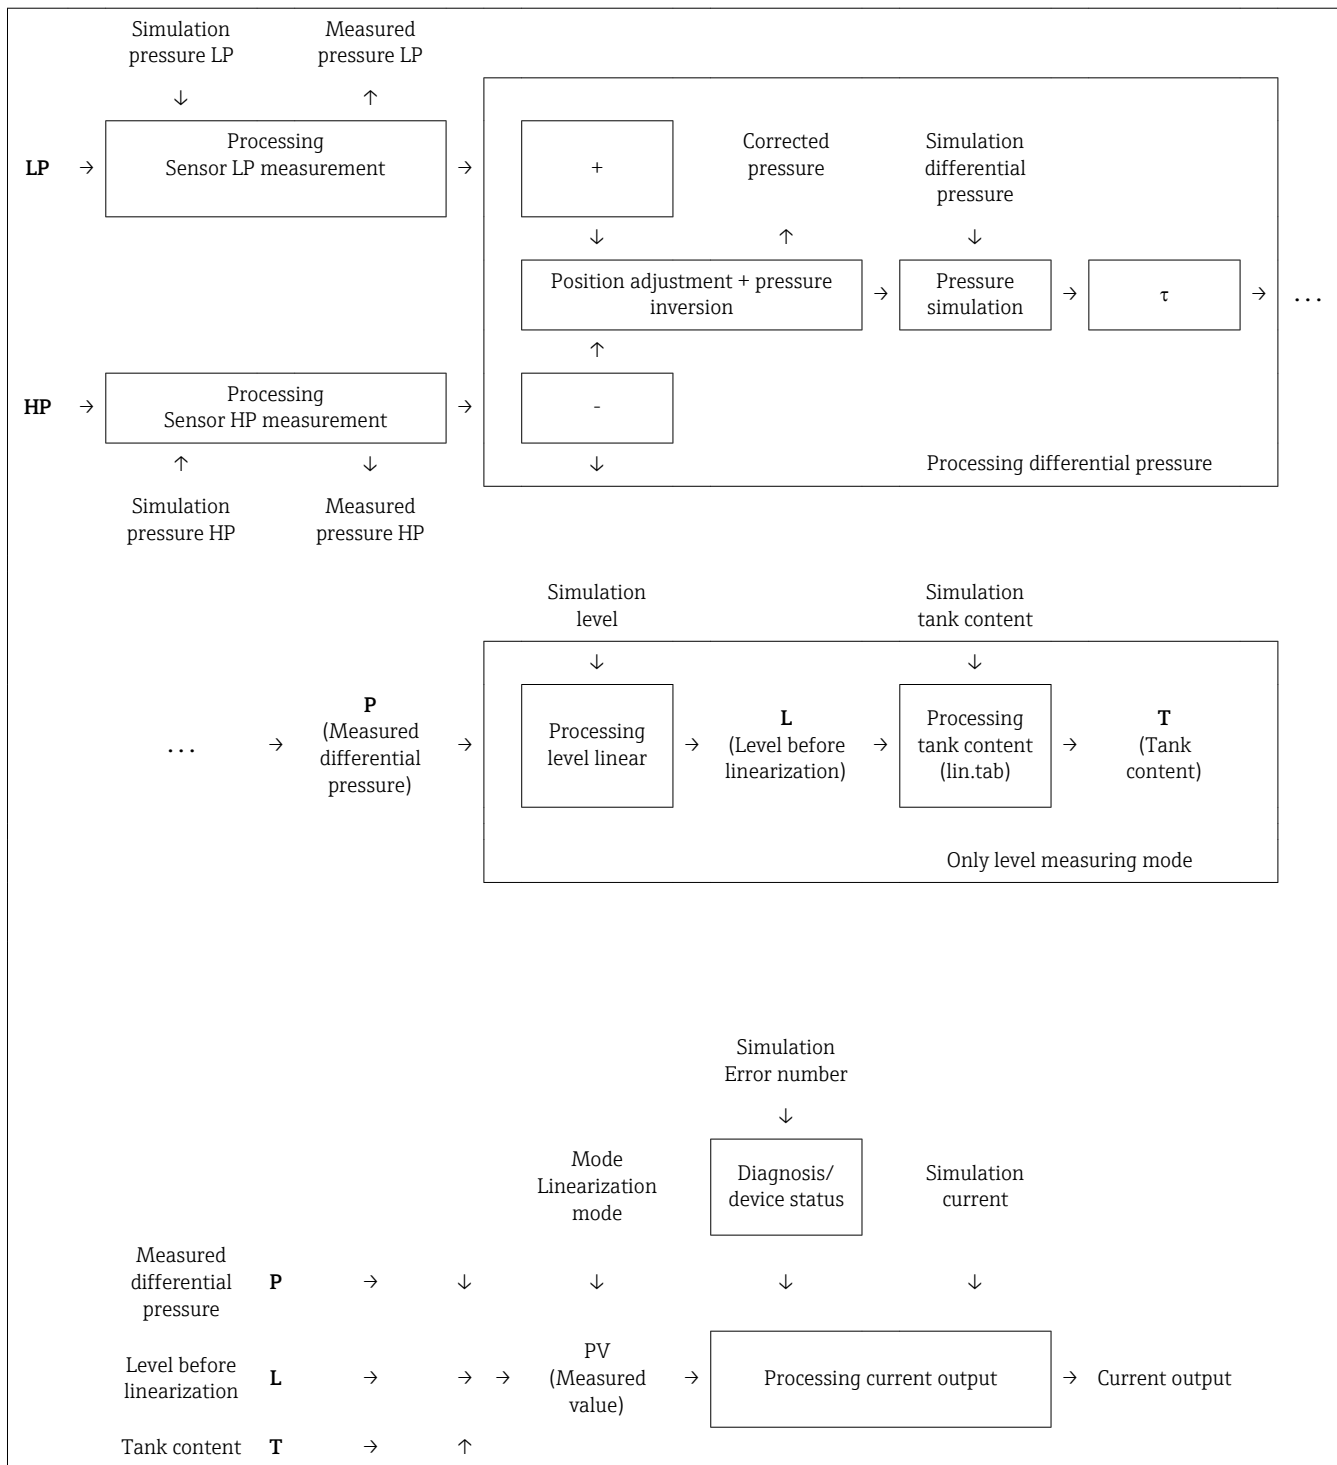 Simulation
pressure LP
Measured
pressure LP
↓
↑
LP
→
Processing
Sensor LP measurement
→
+
Corrected
pressure
Simulation
differential
pressure
↓
↑
↓
Position adjustment + pressure
inversion
→
Pressure
simulation
→
τ
→
...
↑
HP
→
Processing
Sensor HP measurement
→
-
↑
↓
↓
Processing differential pressure
Simulation
pressure HP
Measured
pressure HP
Simulation
level
Simulation
tank content
↓
↓
...
→
P
(Measured
differential
pressure)
→
Processing
level linear
→
L
(Level before
linearization)
→
Processing
tank content
(lin.tab)
→
T
(Tank
content)
Only level measuring mode
Simulation
Error number
↓
Mode
Linearization
mode
Diagnosis/
device status
Simulation
current
Measured
differential
pressure
P
→
↓
↓
↓
↓
Level before
linearization
L
→
→
→
PV
(Measured
value)
→
Processing current output
→
Current output
Tank content
T
→
↑